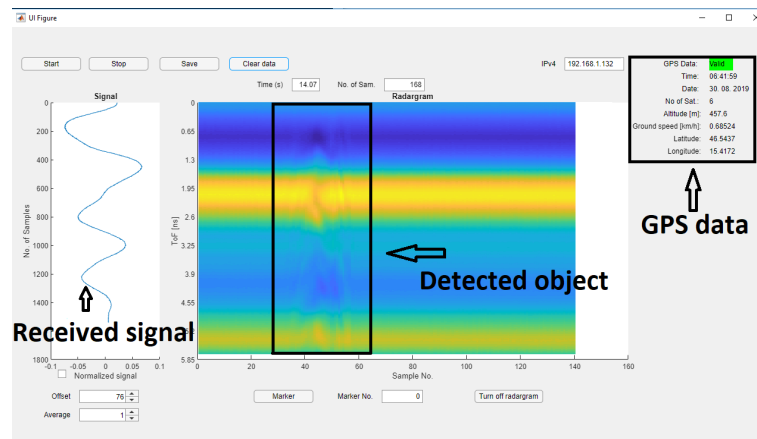 UI Figure
Start Stop Save Clear data IPv4 192.168.1.132
Time (s) 14.07 No. of Sam. 168
GPS Data: Valid
Time: 06:41:59
Date: 30. 08. 2019
No of Sat.: 6
Altitude [m]: 457.6
Ground speed [km/h]: 0.68524
Latitude: 46.5437
Longitude: 15.4172
GPS data
Signal
No. of Samples
0
200
400
600
800
1000
1200
1400
1800
-0.1 -0.05 0 0.05 0.1
Received signal
Radargram
ToF [ns]
0
0.65
1.3
1.95
2.6
3.25
3.9
4.55
5.85
0 20 40 60 80 100 120 140 160
Sample No.
Detected object
Normalized signal
Offset 76
Average 1
Marker Marker No. 0 Turn off radargram